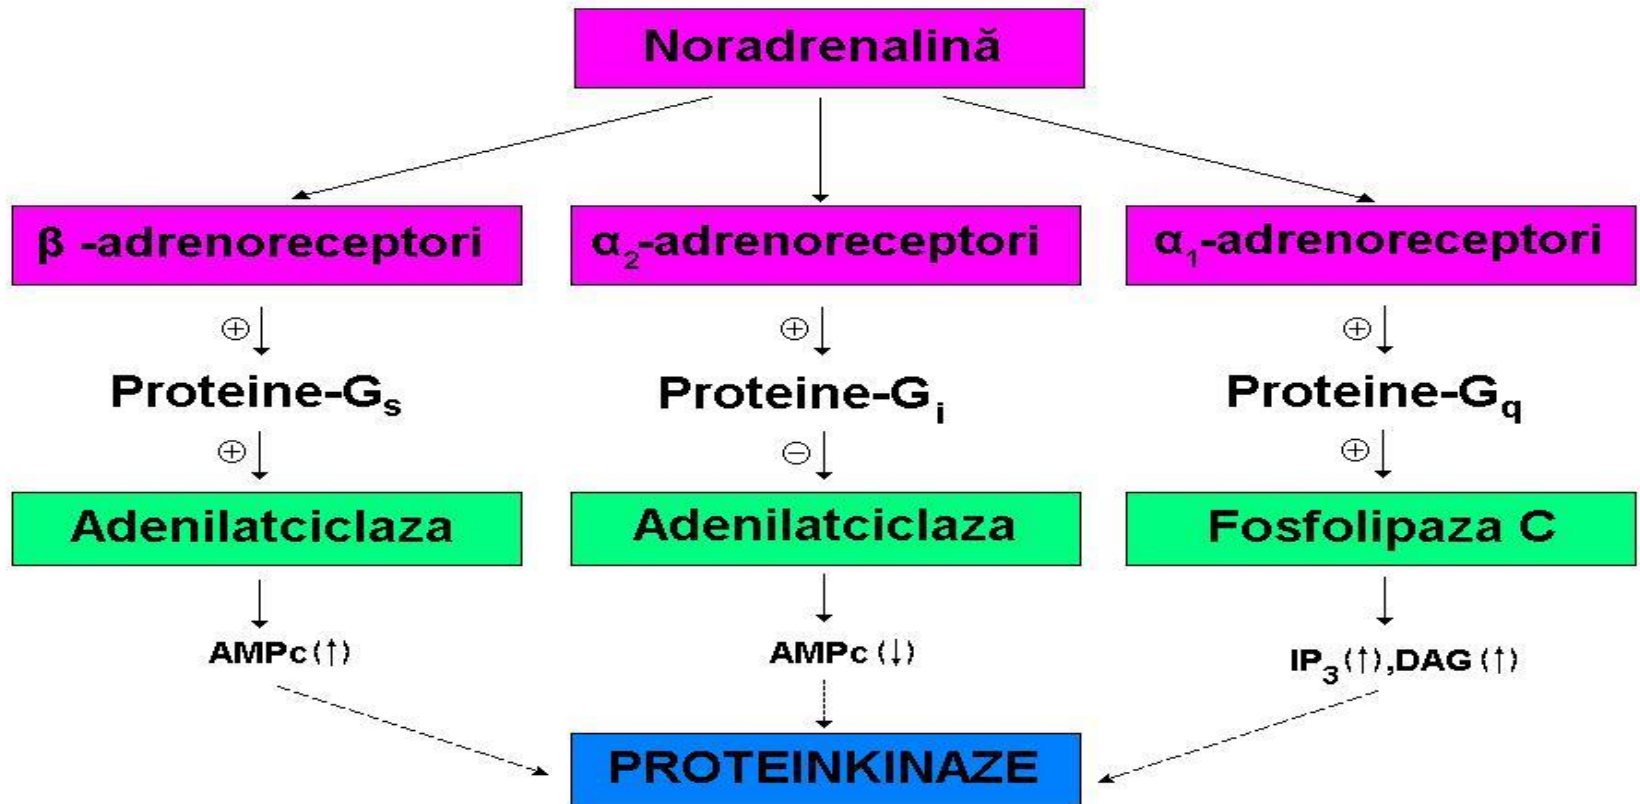 Noradrenalină
β -adrenoreceptori
α₂-adrenoreceptori
α₁-adrenoreceptori
⊕
⊕
⊕
Proteine-Gₛ
Proteine-Gᵢ
Proteine-G_q
⊕
⊖
⊕
Adenilatciclaza
Adenilatciclaza
Fosfolipaza C
AMPc (↑)
AMPc (↓)
IP₃ (↑),DAG (↑)
PROTEINKINAZE